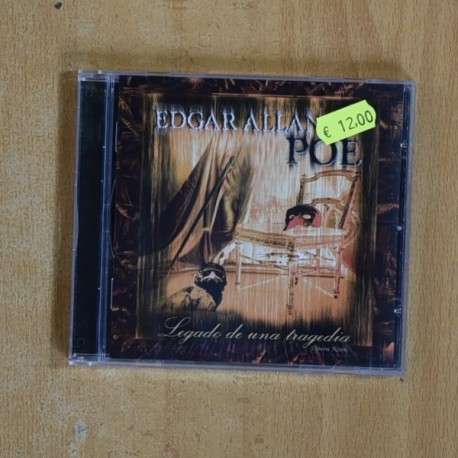 EDGAR ALLAN
POE
€ 12.00
Legado de una tragedia